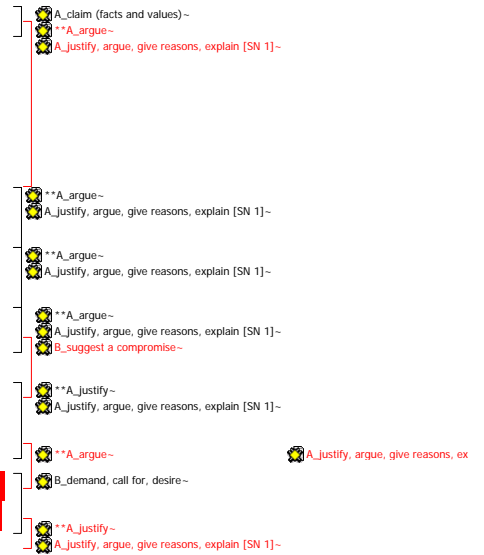 A_claim (facts and values)~
**A_argue~
A_justify, argue, give reasons, explain [SN 1]~
**A_argue~
A_justify, argue, give reasons, explain [SN 1]~
**A_argue~
A_justify, argue, give reasons, explain [SN 1]~
**A_argue~
A_justify, argue, give reasons, explain [SN 1]~
B_suggest a compromise~
**A_justify~
A_justify, argue, give reasons, explain [SN 1]~
**A_argue~ A_justify, argue, give reasons, ex
B_demand, call for, desire~
**A_justify~
A_justify, argue, give reasons, explain [SN 1]~